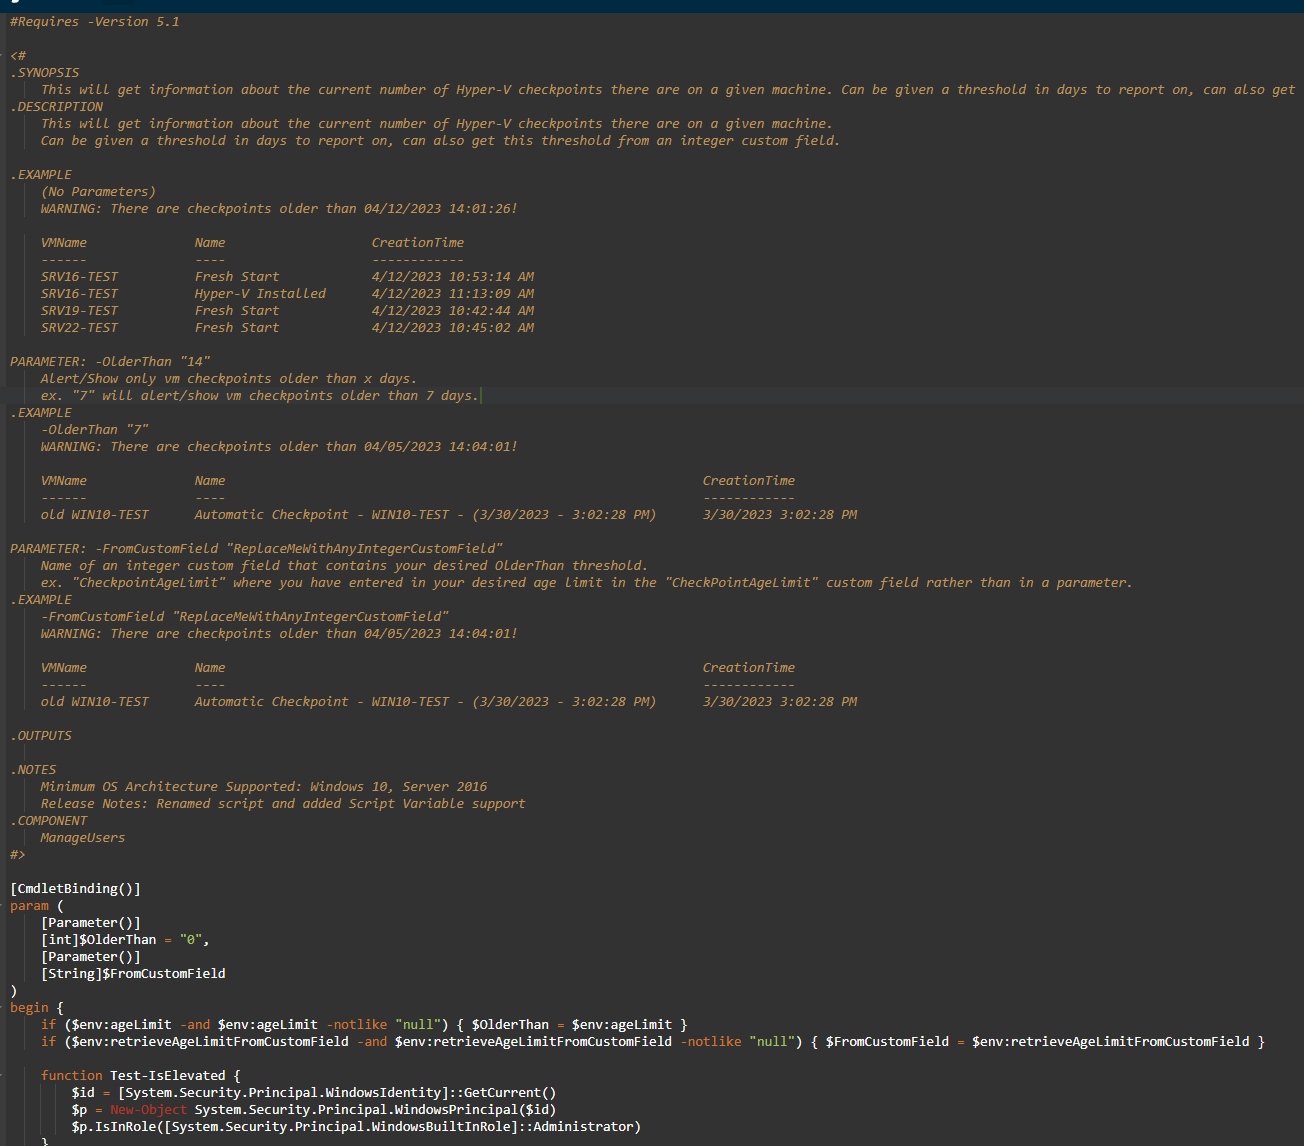 #Requires -Version 5.1
<#
.SYNOPSIS
This will get information about the current number of Hyper-V checkpoints there are on a given machine. Can be given a threshold in days to report on, can also get
.DESCRIPTION
This will get information about the current number of Hyper-V checkpoints there are on a given machine.
Can be given a threshold in days to report on, can also get this threshold from an integer custom field.
.EXAMPLE
(No Parameters)
WARNING: There are checkpoints older than 04/12/2023 14:01:26!
VMName Name CreationTime
------ ---- ------------
SRV16-TEST Fresh Start 4/12/2023 10:53:14 AM
SRV16-TEST Hyper-V Installed 4/12/2023 11:13:09 AM
SRV19-TEST Fresh Start 4/12/2023 10:42:44 AM
SRV22-TEST Fresh Start 4/12/2023 10:45:02 AM
PARAMETER: -OlderThan "14"
Alert/Show only vm checkpoints older than x days.
ex. "7" will alert/show vm checkpoints older than 7 days.
.EXAMPLE
-OlderThan "7"
WARNING: There are checkpoints older than 04/05/2023 14:04:01!
VMName Name CreationTime
------ ---- ------------
old WIN10-TEST Automatic Checkpoint - WIN10-TEST - (3/30/2023 - 3:02:28 PM) 3/30/2023 3:02:28 PM
PARAMETER: -FromCustomField "ReplaceMeWithAnyIntegerCustomField"
Name of an integer custom field that contains your desired OlderThan threshold.
ex. "CheckpointAgeLimit" where you have entered in your desired age limit in the "CheckPointAgeLimit" custom field rather than in a parameter.
.EXAMPLE
-FromCustomField "ReplaceMeWithAnyIntegerCustomField"
WARNING: There are checkpoints older than 04/05/2023 14:04:01!
VMName Name CreationTime
------ ---- ------------
old WIN10-TEST Automatic Checkpoint - WIN10-TEST - (3/30/2023 - 3:02:28 PM) 3/30/2023 3:02:28 PM
.OUTPUTS
.NOTES
Minimum OS Architecture Supported: Windows 10, Server 2016
Release Notes: Renamed script and added Script Variable support
.COMPONENT
ManageUsers
#>
[CmdletBinding()]
param (
[Parameter()]
[int]$OlderThan = "0",
[Parameter()]
[String]$FromCustomField
)
begin {
if ($env:ageLimit -and $env:ageLimit -notlike "null") { $OlderThan = $env:ageLimit }
if ($env:retrieveAgeLimitFromCustomField -and $env:retrieveAgeLimitFromCustomField -notlike "null") { $FromCustomField = $env:retrieveAgeLimitFromCustomField }
function Test-IsElevated {
$id = [System.Security.Principal.WindowsIdentity]::GetCurrent()
$p = New-Object System.Security.Principal.WindowsPrincipal($id)
$p.IsInRole([System.Security.Principal.WindowsBuiltInRole]::Administrator)
}